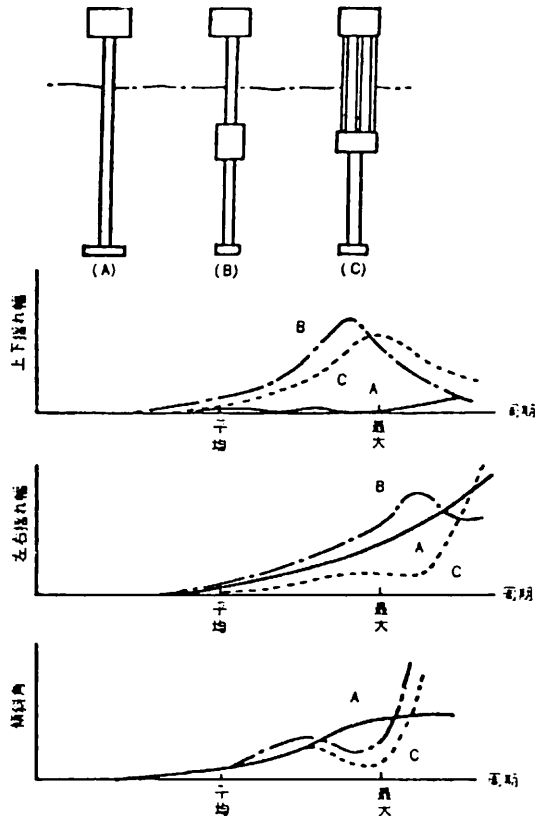 (A) (B) (C)
上下揺れ幅
B
C A
平均 最大 周期
左右揺れ幅
B
A
C
平均 最大 周期
傾斜角
A
C
平均 最大 周期